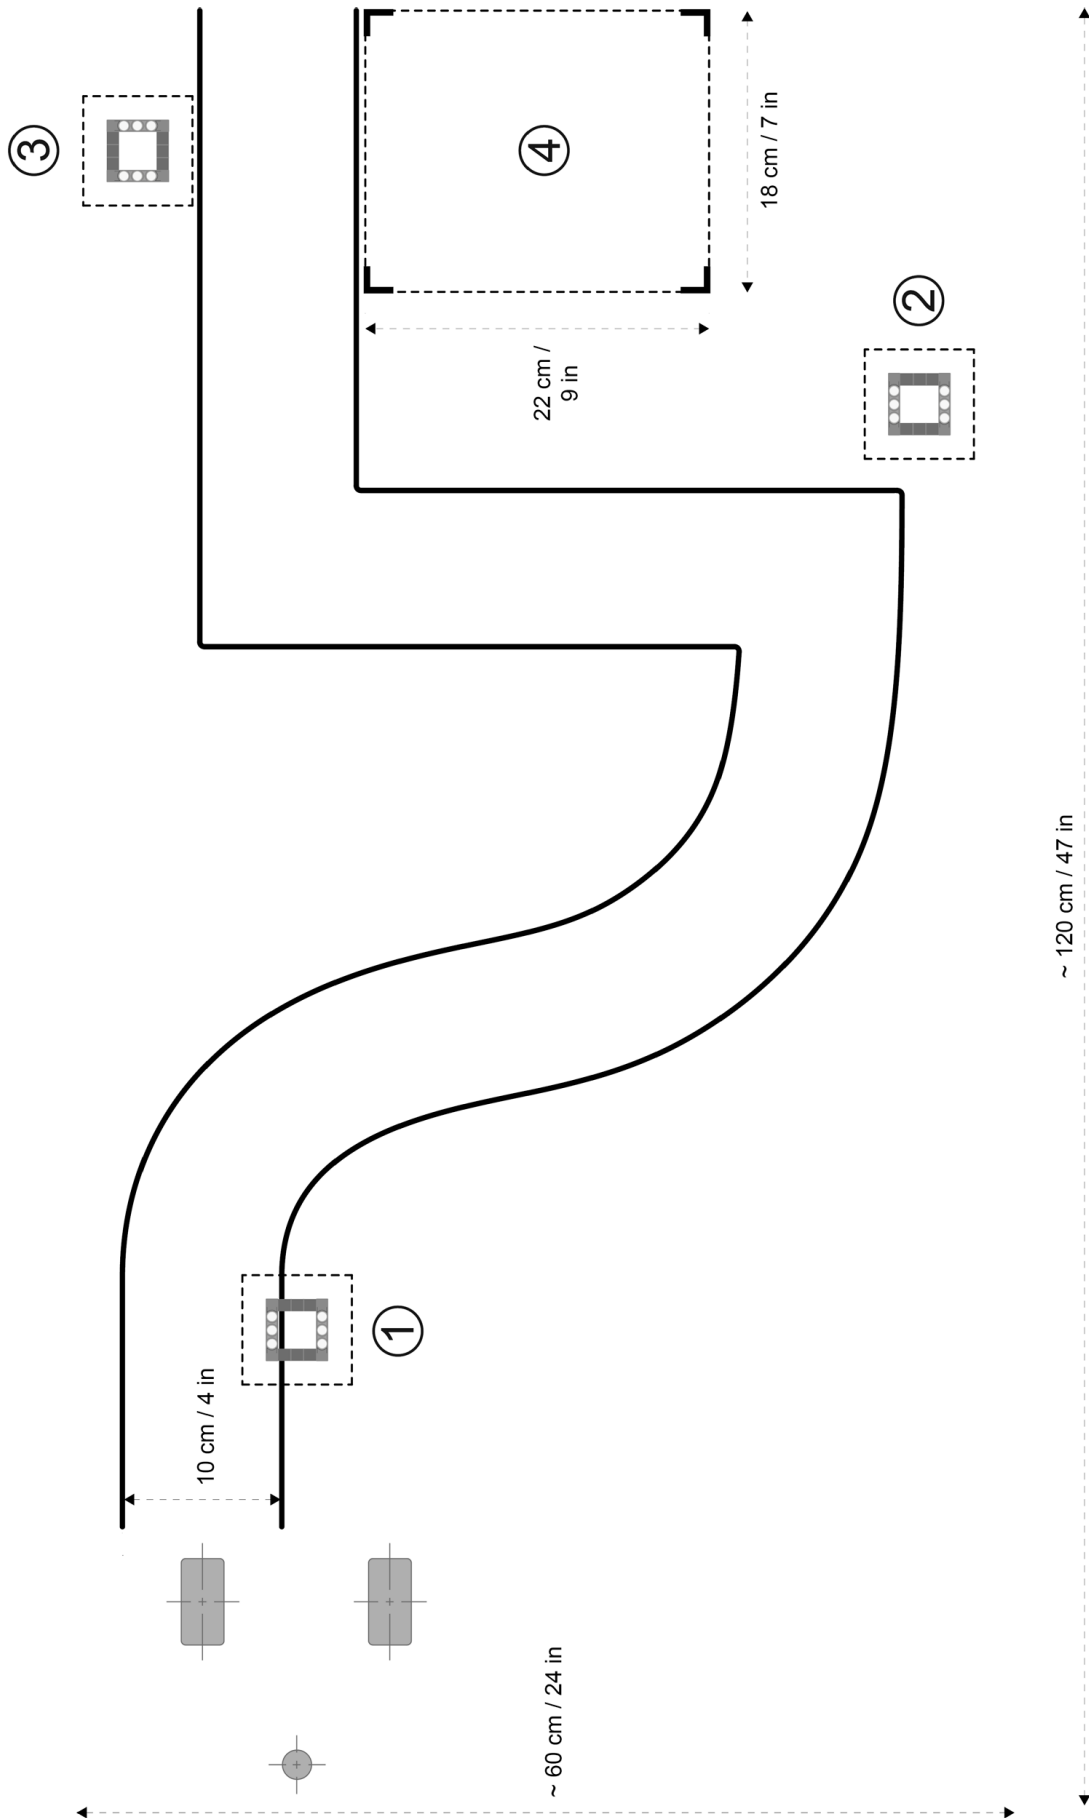 ③
④
18 cm / 7 in
22 cm /
9 in
②
①
10 cm / 4 in
~ 120 cm / 47 in
~ 60 cm / 24 in